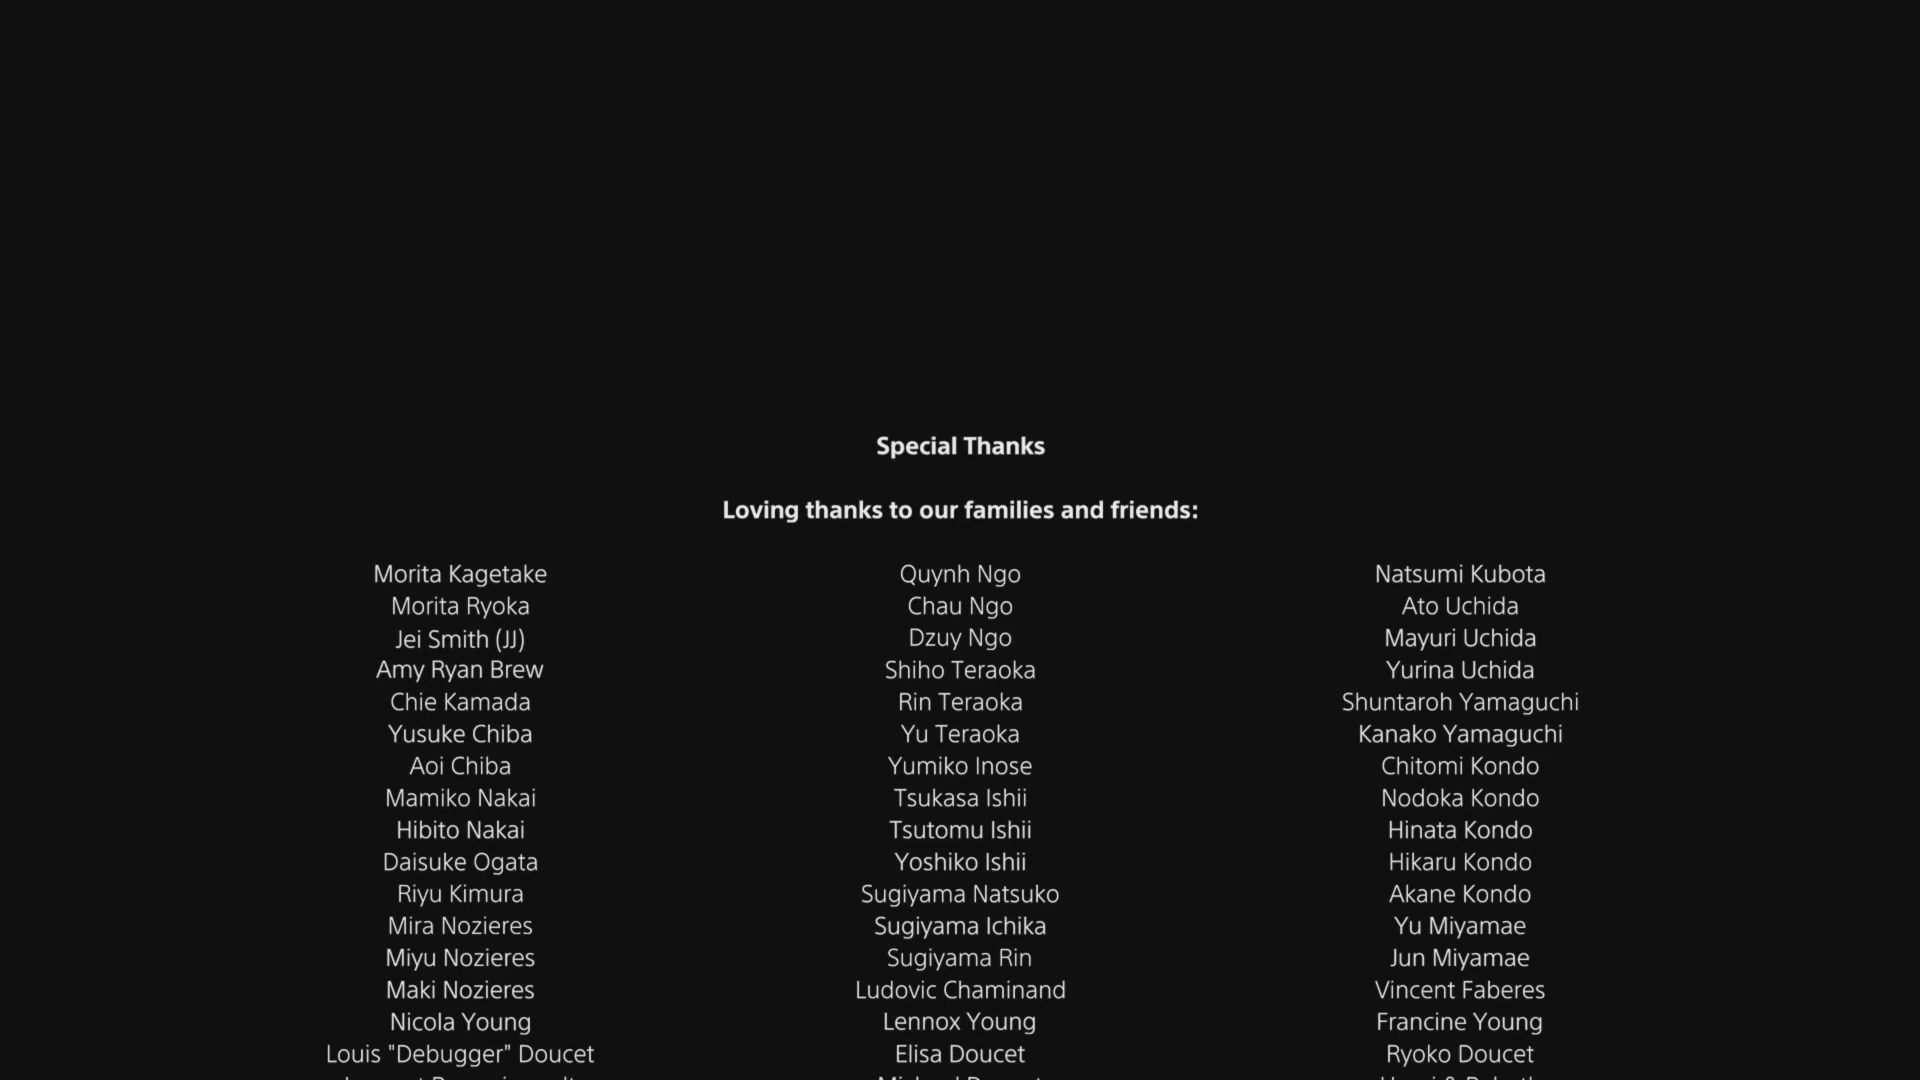 Special Thanks
Loving thanks to our families and friends:
Morita Kagetake
Morita Ryoka
Jei Smith (JJ)
Amy Ryan Brew
Chie Kamada
Yusuke Chiba
Aoi Chiba
Mamiko Nakai
Hibito Nakai
Daisuke Ogata
Riyu Kimura
Mira Nozieres
Miyu Nozieres
Maki Nozieres
Nicola Young
Louis "Debugger" Doucet
Quynh Ngo
Chau Ngo
Dzuy Ngo
Shiho Teraoka
Rin Teraoka
Yu Teraoka
Yumiko Inose
Tsukasa Ishii
Tsutomu Ishii
Yoshiko Ishii
Sugiyama Natsuko
Sugiyama Ichika
Sugiyama Rin
Ludovic Chaminand
Lennox Young
Elisa Doucet
Natsumi Kubota
Ato Uchida
Mayuri Uchida
Yurina Uchida
Shuntaroh Yamaguchi
Kanako Yamaguchi
Chitomi Kondo
Nodoka Kondo
Hinata Kondo
Hikaru Kondo
Akane Kondo
Yu Miyamae
Jun Miyamae
Vincent Faberes
Francine Young
Ryoko Doucet